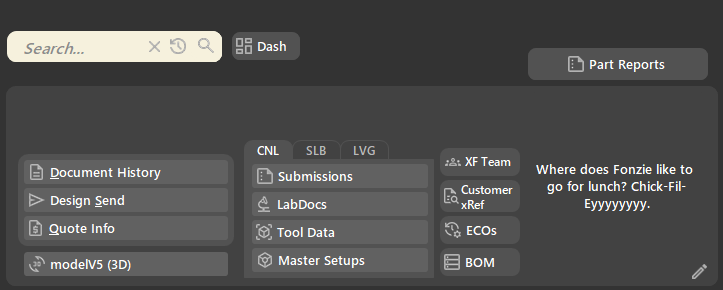 Search...
Dash
Part Reports
CNL
SLB
LVG
Document History
Design Send
Quote Info
modelV5 (3D)
Submissions
LabDocs
Tool Data
Master Setups
XF Team
Customer
xRef
ECOs
BOM
Where does Fonzie like to
go for lunch? Chick-Fil-
Eyyyyyyyy.